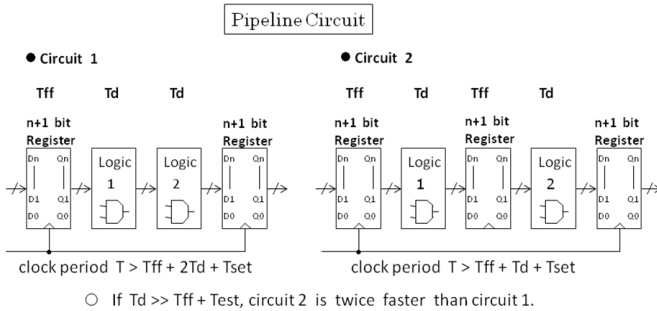 Pipeline Circuit
● Circuit 1
● Circuit 2
Tff Td Td
Tff Td Tff Td
n+1 bit Register
n+1 bit Register
n+1 bit Register
n+1 bit Register
n+1 bit Register
Dn Qn
D1 Q1
D0 Q0
Logic 1
Logic 2
Dn Qn
D1 Q1
D0 Q0
Dn Qn
D1 Q1
D0 Q0
Logic 1
Dn Qn
D1 Q1
D0 Q0
Logic 2
Dn Qn
D1 Q1
D0 Q0
clock period T > Tff + 2Td + Tset
clock period T > Tff + Td + Tset
○ If Td >> Tff + Test, circuit 2 is twice faster than circuit 1.